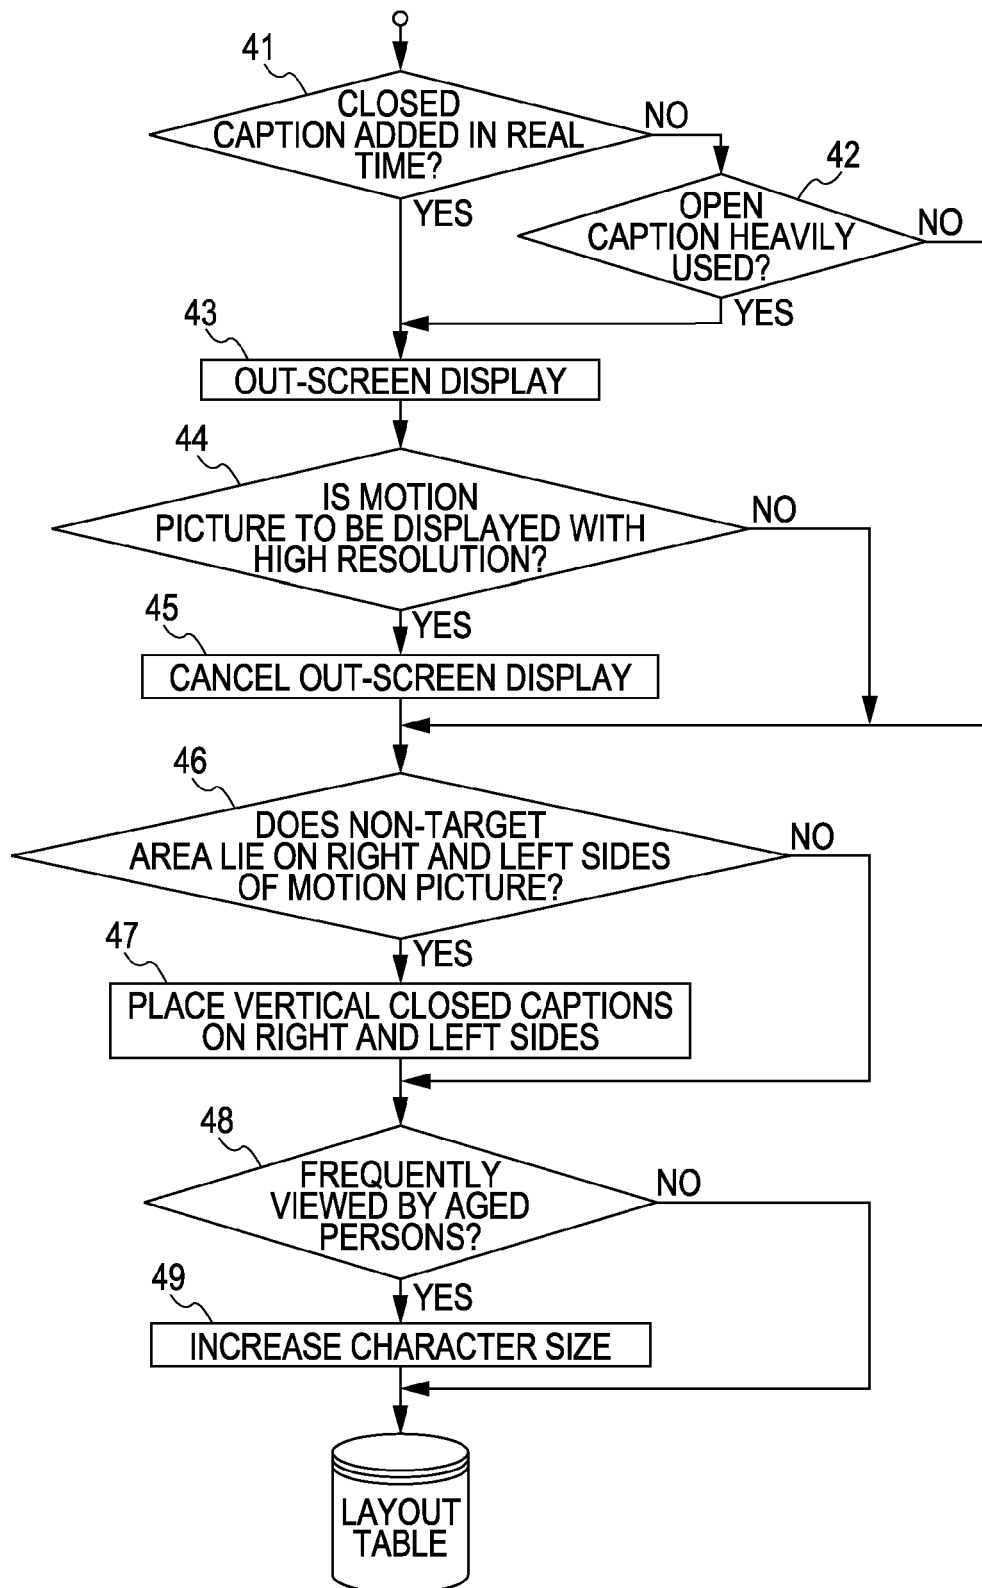 41
CLOSED
CAPTION ADDED IN REAL
TIME?
NO
YES
42
OPEN
CAPTION HEAVILY
USED?
NO
YES
43
OUT-SCREEN DISPLAY
44
IS MOTION
PICTURE TO BE DISPLAYED WITH
HIGH RESOLUTION?
NO
YES
45
CANCEL OUT-SCREEN DISPLAY
46
DOES NON-TARGET
AREA LIE ON RIGHT AND LEFT SIDES
OF MOTION PICTURE?
NO
YES
47
PLACE VERTICAL CLOSED CAPTIONS
ON RIGHT AND LEFT SIDES
48
FREQUENTLY
VIEWED BY AGED
PERSONS?
NO
YES
49
INCREASE CHARACTER SIZE
LAYOUT
TABLE